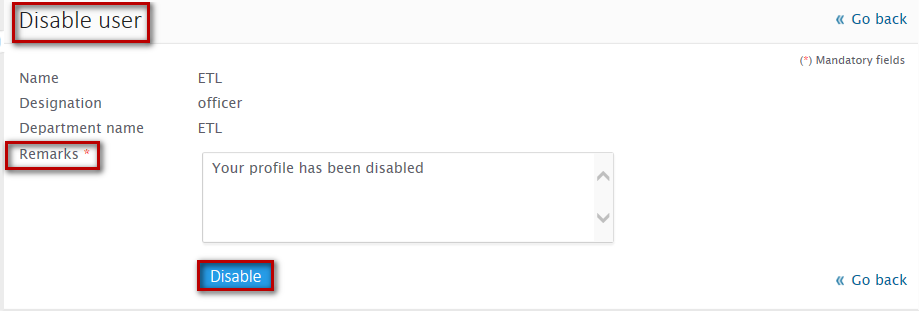 Disable user
« Go back
(*) Mandatory fields
Name ETL
Designation officer
Department name ETL
Remarks *
Your profile has been disabled
Disable
« Go back